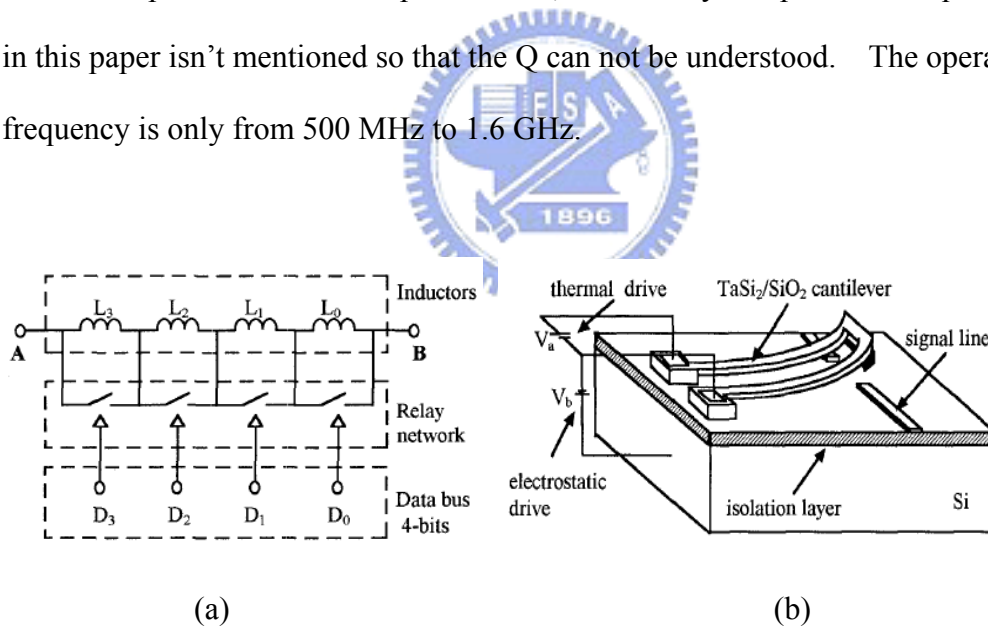 in this paper isn’t mentioned so that the Q can not be understood. The opera
frequency is only from 500 MHz to 1.6 GHz.
E S A
1896
L3 L2 L1 L0
Inductors
A B
Relay
network
D3 D2 D1 D0
Data bus
4-bits
thermal drive
TaSi2/SiO2 cantilever
Va
signal line
Vb
electrostatic
drive
isolation layer
Si
(a) (b)